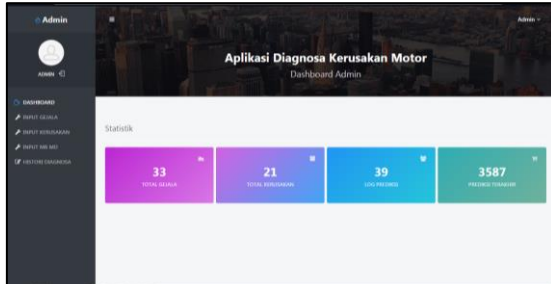 Admin
ADMIN
DASHBOARD
INPUT GEJALA
INPUT KERUSAKAN
INPUT MB MD
HISTORI DIAGNOSA
Admin
Aplikasi Diagnosa Kerusakan Motor
Dashboard Admin
Statistik
33
TOTAL GEJALA
21
TOTAL KERUSAKAN
39
LOG PREDIKSI
3587
PREDIKSI TERAKHIR